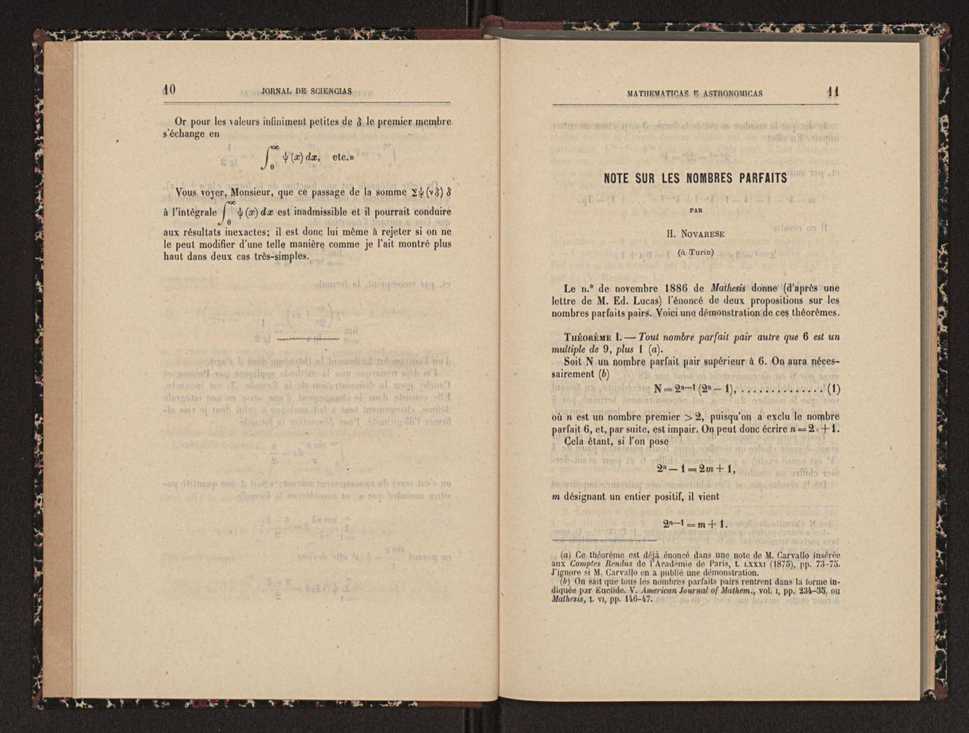 10
JORNAL DE SCIENCIAS
Or pour les valeurs infiniment petites de ʒ le premier membre
s'échange en
∫₀^∞ ψ (x) dx, etc.»
Vous voyer, Monsieur, que ce passage de la somme Σψ (νʒ) ʒ
à l'intégrale ∫₀^∞ ψ (x) dx est inadmissible et il pourrait conduire
aux résultats inexactes; il est donc lui même à rejeter si on ne
le peut modifier d'une telle manière comme je l'ait montré plus
haut dans deux cas très-simples.
MATHEMATICAS E ASTRONOMICAS
11
NOTE SUR LES NOMBRES PARFAITS
PAR
H. NOVARESE
(à Turin)
Le n.º de novembre 1886 de Mathesis donne (d'après une
lettre de M. Ed. Lucas) l'énoncé de deux propositions sur les
nombres parfaits pairs. Voici une démonstration de ces théorèmes.
THÉORÈME I. — Tout nombre parfait pair autre que 6 est un
multiple de 9, plus 1 (a).
Soit N un nombre parfait pair supérieur à 6. On aura néces-
sairement (b)
N = 2ⁿ⁻¹ (2ⁿ — 1), . . . . . . . . . . . . . . (1)
où n est un nombre premier > 2, puisqu'on a exclu le nombre
parfait 6, et, par suite, est impair. On peut donc écrire n = 2 . + 1.
Cela étant, si l'on pose
2ⁿ — 1 = 2m + 1,
m désignant un entier positif, il vient
2ⁿ⁻¹ = m + 1.
(a) Ce théorème est déjà énoncé dans une note de M. Carvallo insérée
aux Comptes Rendus de l'Academie de Paris, t. LXXXI (1875), pp. 73-75.
J'ignore si M. Carvallo en a publié une démonstration.
(b) On sait que tous les nombres parfaits pairs rentrent dans la forme in-
diquée par Euclide. V. American Journal of Mathem., vol. I, pp. 234-35, ou
Mathesis, t. VI, pp. 146-47.